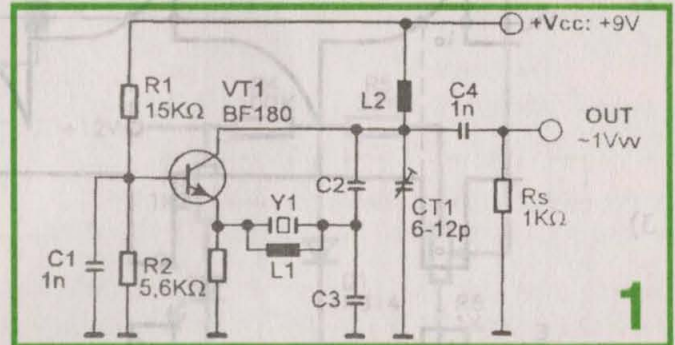 +Vcc: +9V
R1
15KΩ
VT1
BF180
L2
C4
1n
OUT
~1Vvv
C2
CT1
6-12p
Rs
1KΩ
Y1
L1
C1
1n
R2
5,6KΩ
C3
1